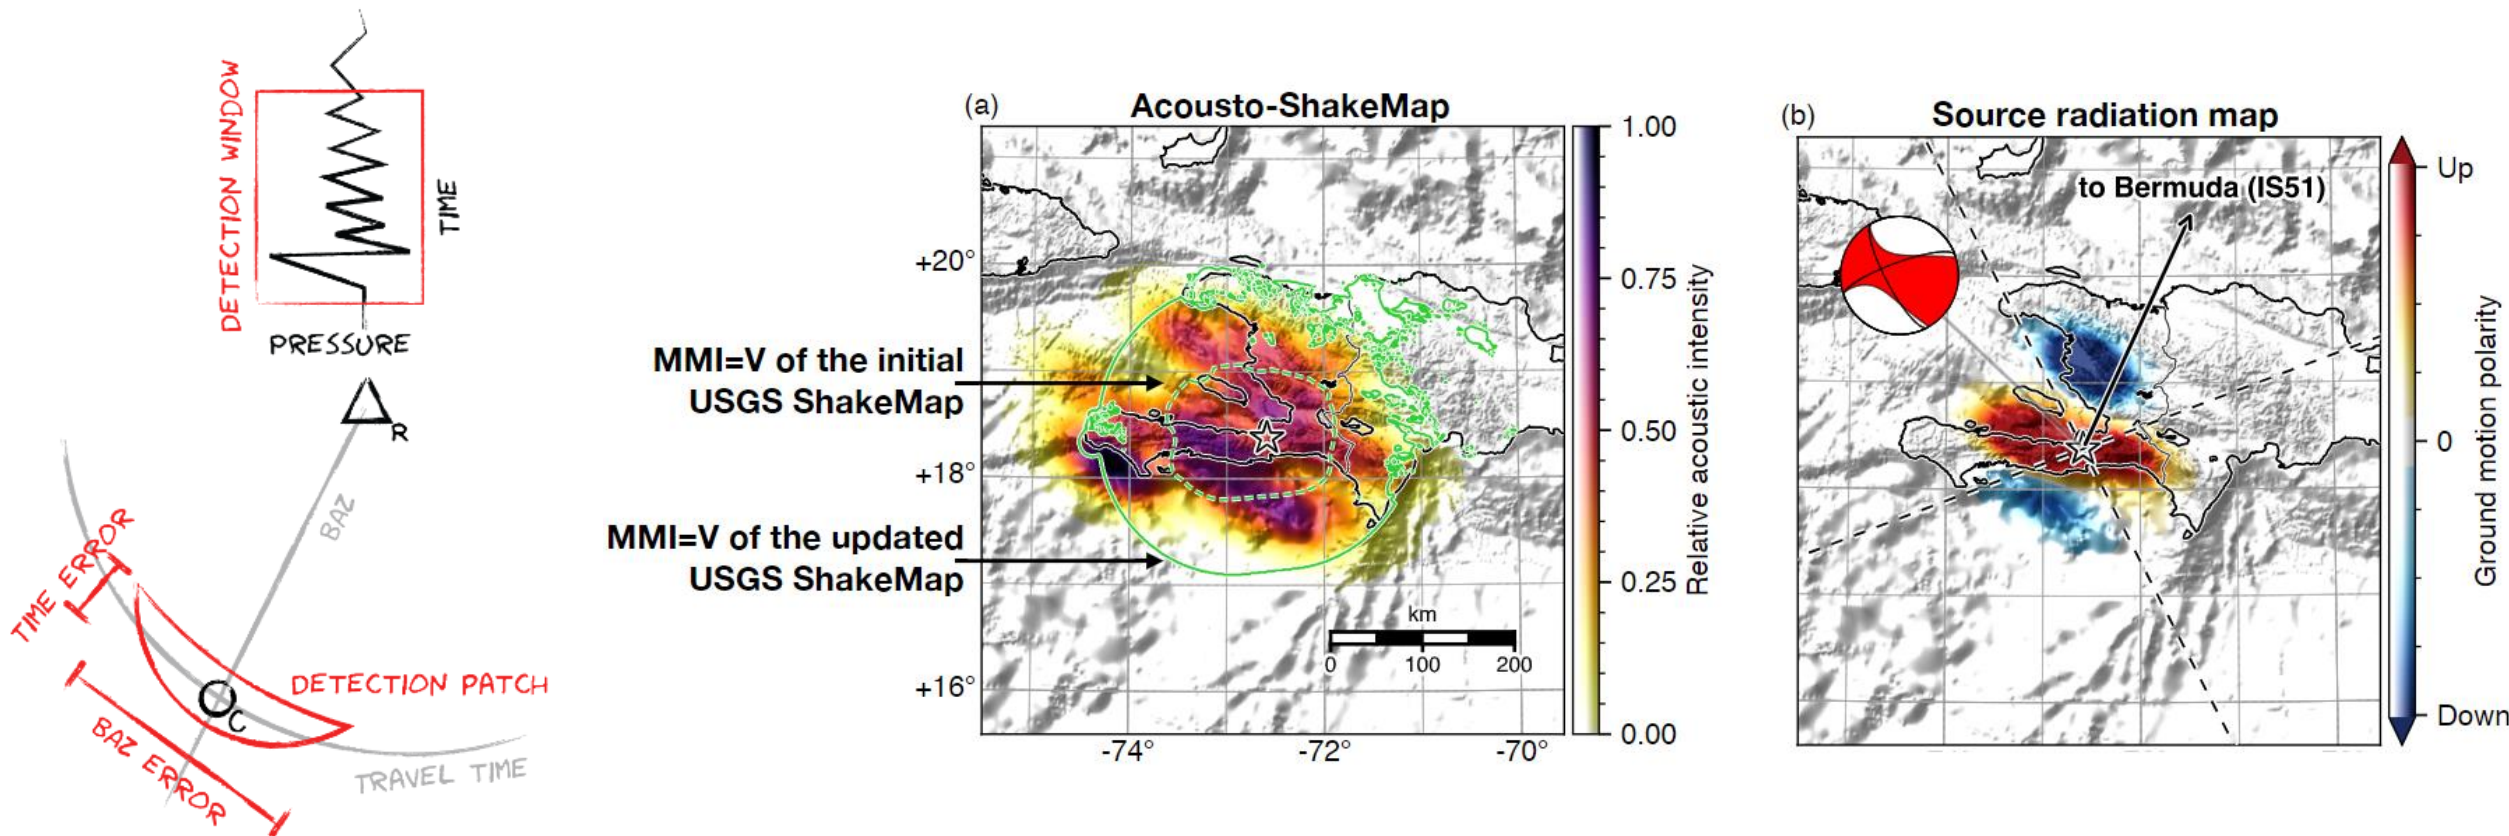 DETECTION WINDOW
TIME
PRESSURE
R
BAZ
TIME ERROR
DETECTION PATCH
C
BAZ ERROR
TRAVEL TIME
(a)
Acousto-ShakeMap
MMI=V of the initial
USGS ShakeMap
MMI=V of the updated
USGS ShakeMap
+20°
+18°
+16°
-74°
-72°
-70°
km
0
100
200
1.00
0.75
0.50
0.25
0.00
Relative acoustic intensity
(b)
Source radiation map
to Bermuda (IS51)
Up
0
Down
Ground motion polarity